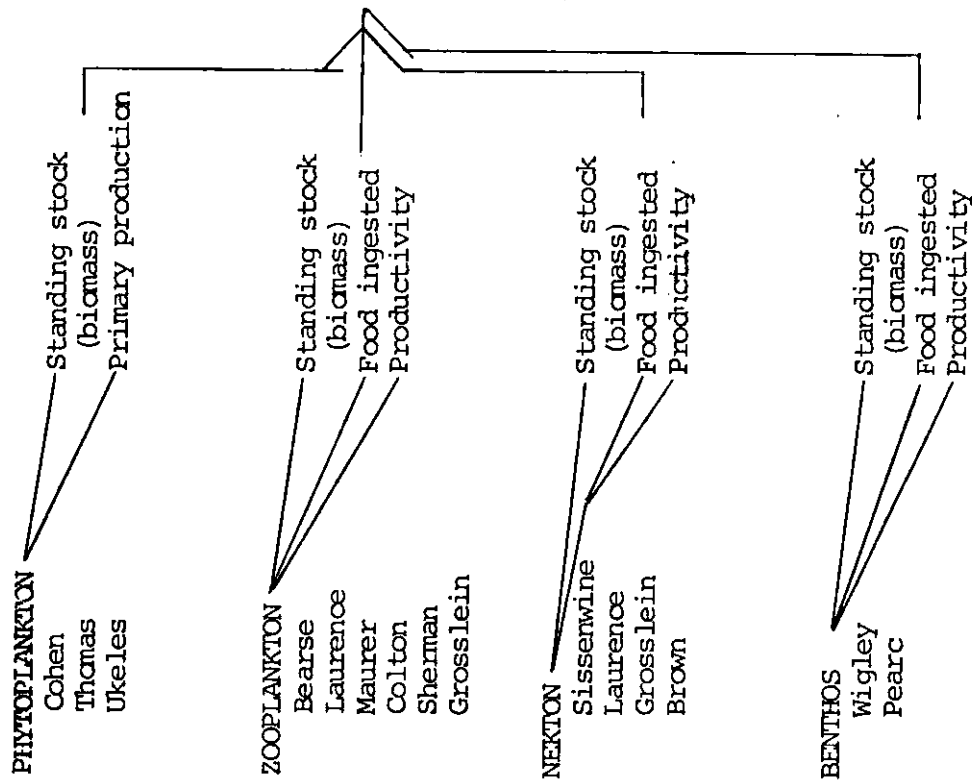 PHYTOPLANKTON
Cohen
Thomas
Ukeles
Standing stock
(biomass)
Primary production
ZOOPLANKTON
Bearse
Laurence
Maurer
Colton
Sherman
Grosslein
Standing stock
(biomass)
Food ingested
Productivity
NEKTON
Sissenwine
Laurence
Grosslein
Brown
Standing stock
(biomass)
Food ingested
Productivity
BENTHOS
Wigley
Pearc
Standing stock
(biomass)
Food ingested
Productivity